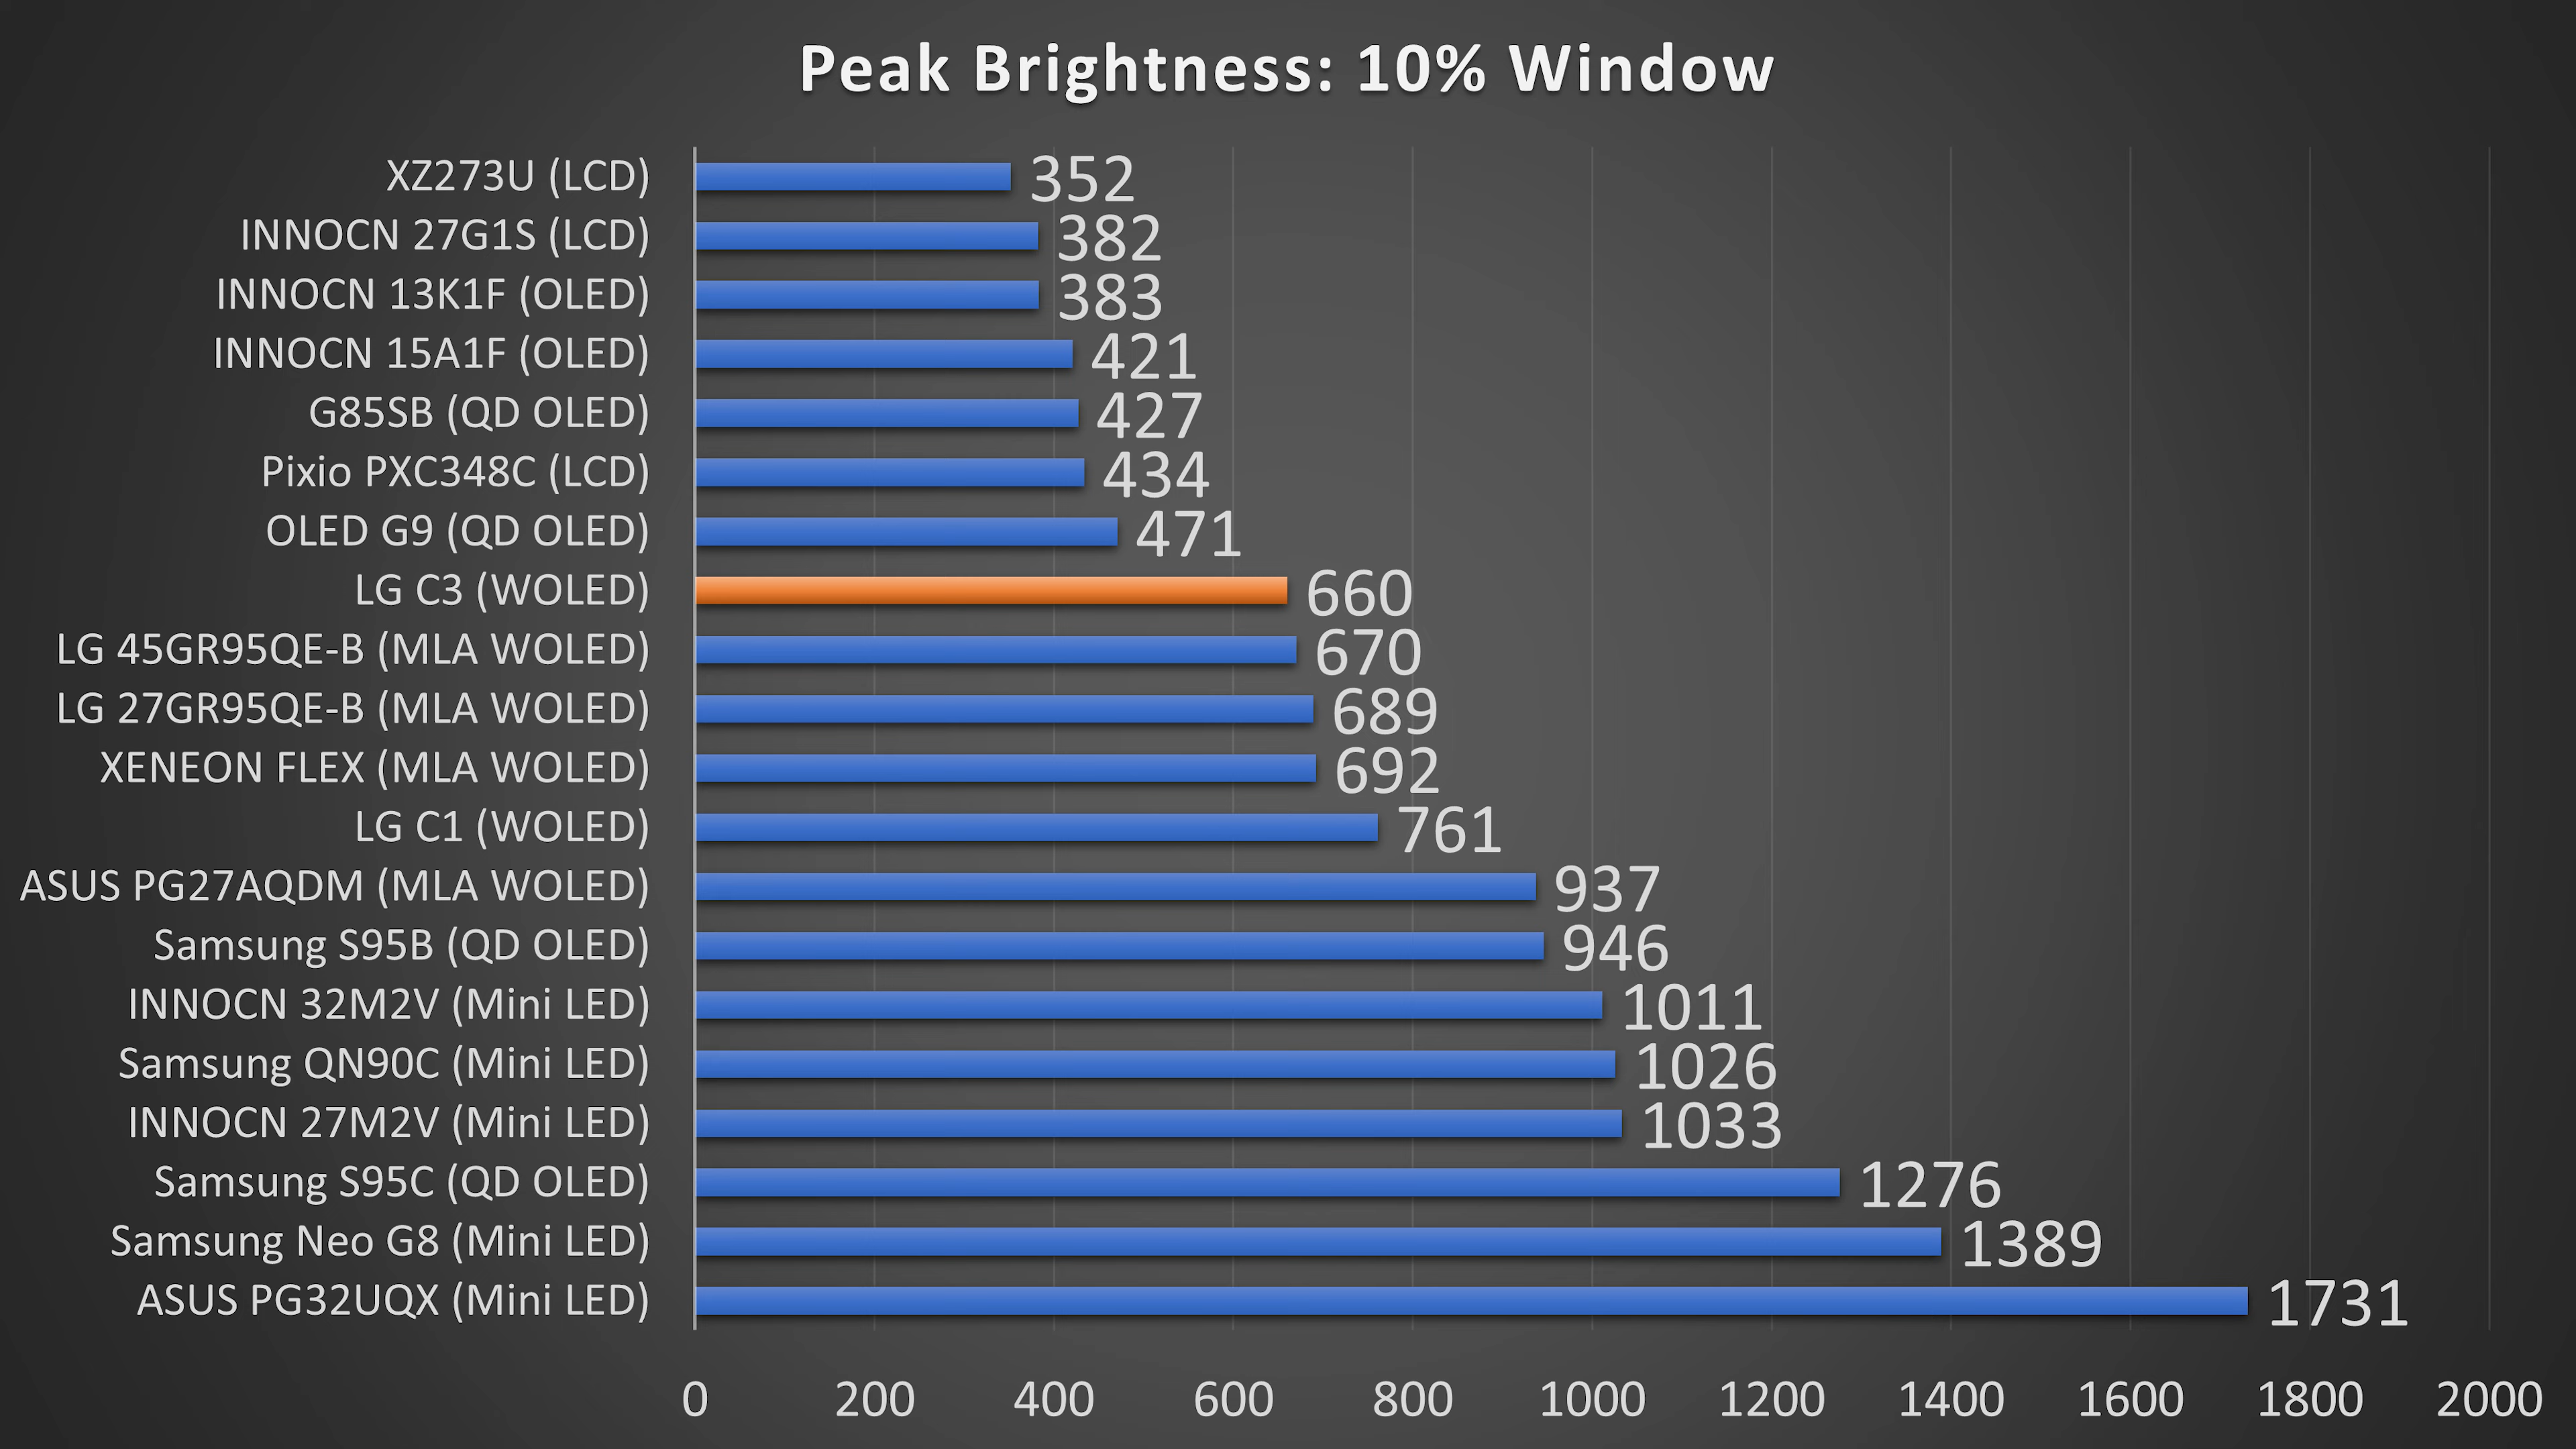 Peak Brightness: 10% Window
XZ273U (LCD) 352
INNOCN 27G1S (LCD) 382
INNOCN 13K1F (OLED) 383
INNOCN 15A1F (OLED) 421
G85SB (QD OLED) 427
Pixio PXC348C (LCD) 434
OLED G9 (QD OLED) 471
LG C3 (WOLED) 660
LG 45GR95QE-B (MLA WOLED) 670
LG 27GR95QE-B (MLA WOLED) 689
XENEON FLEX (MLA WOLED) 692
LG C1 (WOLED) 761
ASUS PG27AQDM (MLA WOLED) 937
Samsung S95B (QD OLED) 946
INNOCN 32M2V (Mini LED) 1011
Samsung QN90C (Mini LED) 1026
INNOCN 27M2V (Mini LED) 1033
Samsung S95C (QD OLED) 1276
Samsung Neo G8 (Mini LED) 1389
ASUS PG32UQX (Mini LED) 1731
0 200 400 600 800 1000 1200 1400 1600 1800 2000